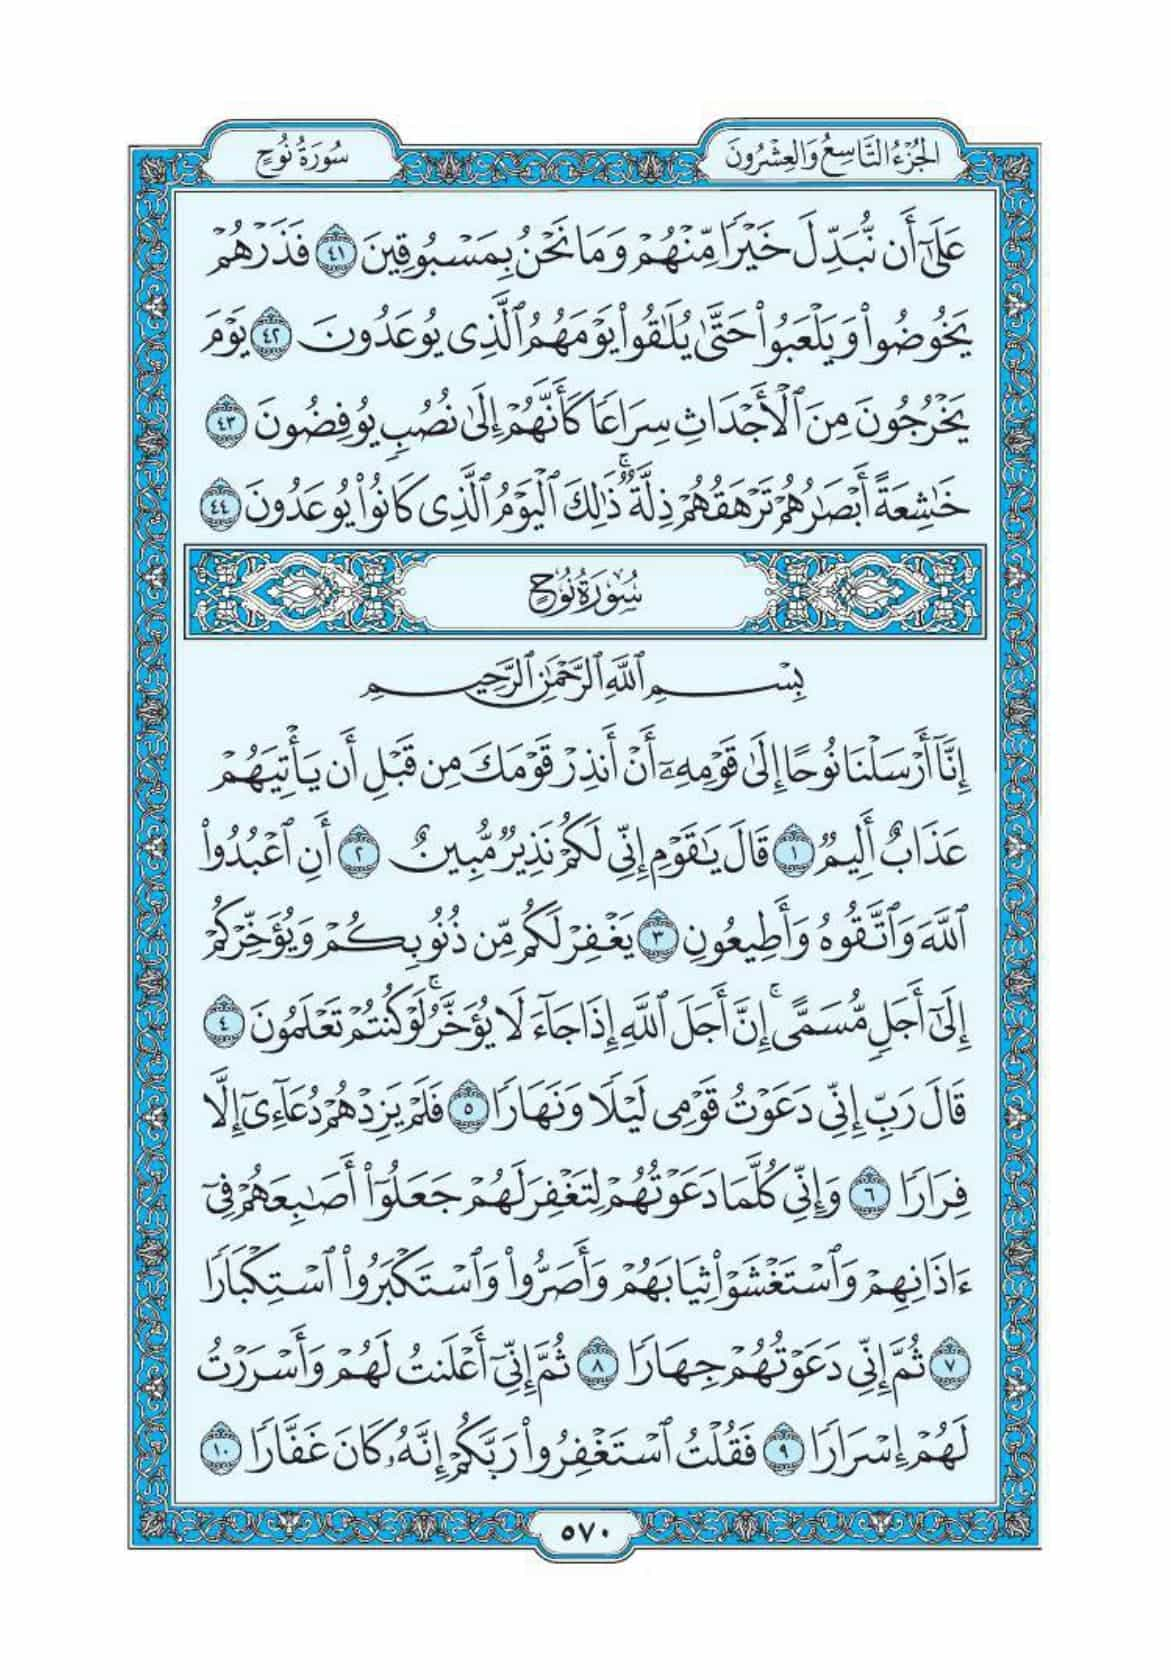 الجُزْءُ التَّاسِعُ وَالعِشْرُونَ
سُورَةُ نُوحٍ
عَلَىٰٓ أَن نُّبَدِّلَ خَيْرًا مِّنْهُمْ وَمَا نَحْنُ بِمَسْبُوقِينَ ٤١ فَذَرْهُمْ
يَخُوضُوا۟ وَيَلْعَبُوا۟ حَتَّىٰ يُلَـٰقُوا۟ يَوْمَهُمُ ٱلَّذِى يُوعَدُونَ ٤٢ يَوْمَ
يَخْرُجُونَ مِنَ ٱلْأَجْدَاثِ سِرَاعًا كَأَنَّهُمْ إِلَىٰ نُصُبٍ يُوفِضُونَ ٤٣
خَـٰشِعَةً أَبْصَـٰرُهُمْ تَرْهَقُهُمْ ذِلَّةٌ ۚ ذَٰلِكَ ٱلْيَوْمُ ٱلَّذِى كَانُوا۟ يُوعَدُونَ ٤٤
سُورَةُ نُوحٍ
بِسْمِ ٱللَّهِ ٱلرَّحْمَـٰنِ ٱلرَّحِيمِ
إِنَّآ أَرْسَلْنَا نُوحًا إِلَىٰ قَوْمِهِۦٓ أَنْ أَنذِرْ قَوْمَكَ مِن قَبْلِ أَن يَأْتِيَهُمْ
عَذَابٌ أَلِيمٌ ١ قَالَ يَـٰقَوْمِ إِنِّى لَكُمْ نَذِيرٌ مُّبِينٌ ٢ أَنِ ٱعْبُدُوا۟
ٱللَّهَ وَٱتَّقُوهُ وَأَطِيعُونِ ٣ يَغْفِرْ لَكُم مِّن ذُنُوبِكُمْ وَيُؤَخِّرْكُمْ
إِلَىٰٓ أَجَلٍ مُّسَمًّى ۚ إِنَّ أَجَلَ ٱللَّهِ إِذَا جَآءَ لَا يُؤَخَّرُ ۖ لَوْ كُنتُمْ تَعْلَمُونَ ٤
قَالَ رَبِّ إِنِّى دَعَوْتُ قَوْمِى لَيْلًا وَنَهَارًا ٥ فَلَمْ يَزِدْهُمْ دُعَآءِىٓ إِلَّا
فِرَارًا ٦ وَإِنِّى كُلَّمَا دَعَوْتُهُمْ لِتَغْفِرَ لَهُمْ جَعَلُوٓا۟ أَصَـٰبِعَهُمْ فِىٓ
ءَاذَانِهِمْ وَٱسْتَغْشَوْا۟ ثِيَابَهُمْ وَأَصَرُّوا۟ وَٱسْتَكْبَرُوا۟ ٱسْتِكْبَارًا
٧ ثُمَّ إِنِّى دَعَوْتُهُمْ جِهَارًا ٨ ثُمَّ إِنِّىٓ أَعْلَنتُ لَهُمْ وَأَسْرَرْتُ
لَهُمْ إِسْرَارًا ٩ فَقُلْتُ ٱسْتَغْفِرُوا۟ رَبَّكُمْ إِنَّهُۥ كَانَ غَفَّارًا ١٠
٥٧٠